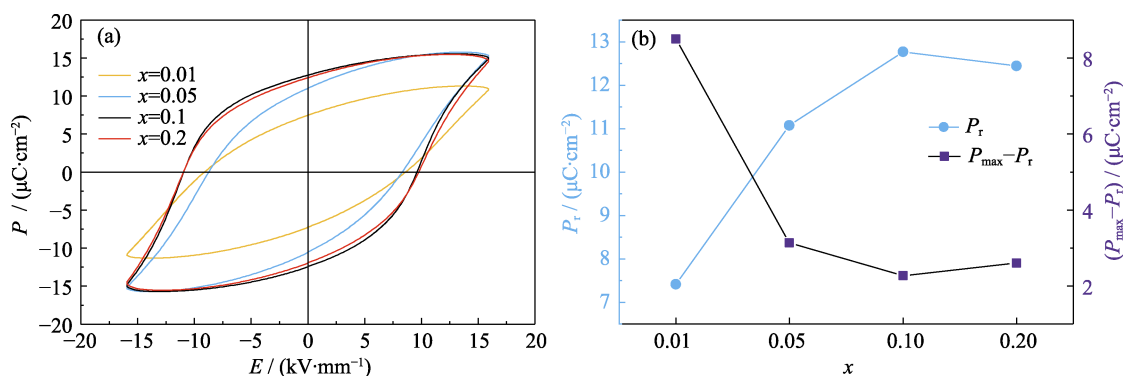 (a)
x=0.01
x=0.05
x=0.1
x=0.2
20
15
10
5
0
−5
−10
−15
−20
P / (μC·cm−2)
−20 −15 −10 −5 0 5 10 15 20
E / (kV·mm−1)
(b)
13
12
11
10
9
8
7
Pr / (μC·cm−2)
Pr
Pmax−Pr
8
6
4
2
(Pmax−Pr) / (μC·cm−2)
0.01 0.05 0.10 0.20
x